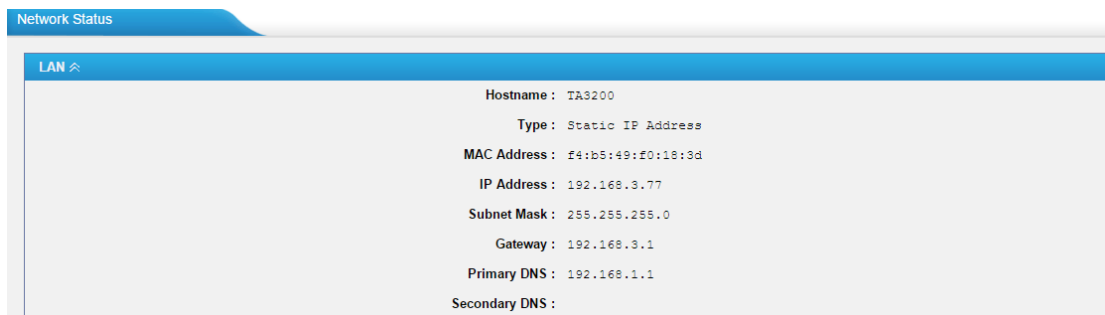 Network Status
LAN
Hostname : TA3200
Type : Static IP Address
MAC Address : f4:b5:49:f0:18:3d
IP Address : 192.168.3.77
Subnet Mask : 255.255.255.0
Gateway : 192.168.3.1
Primary DNS : 192.168.1.1
Secondary DNS :